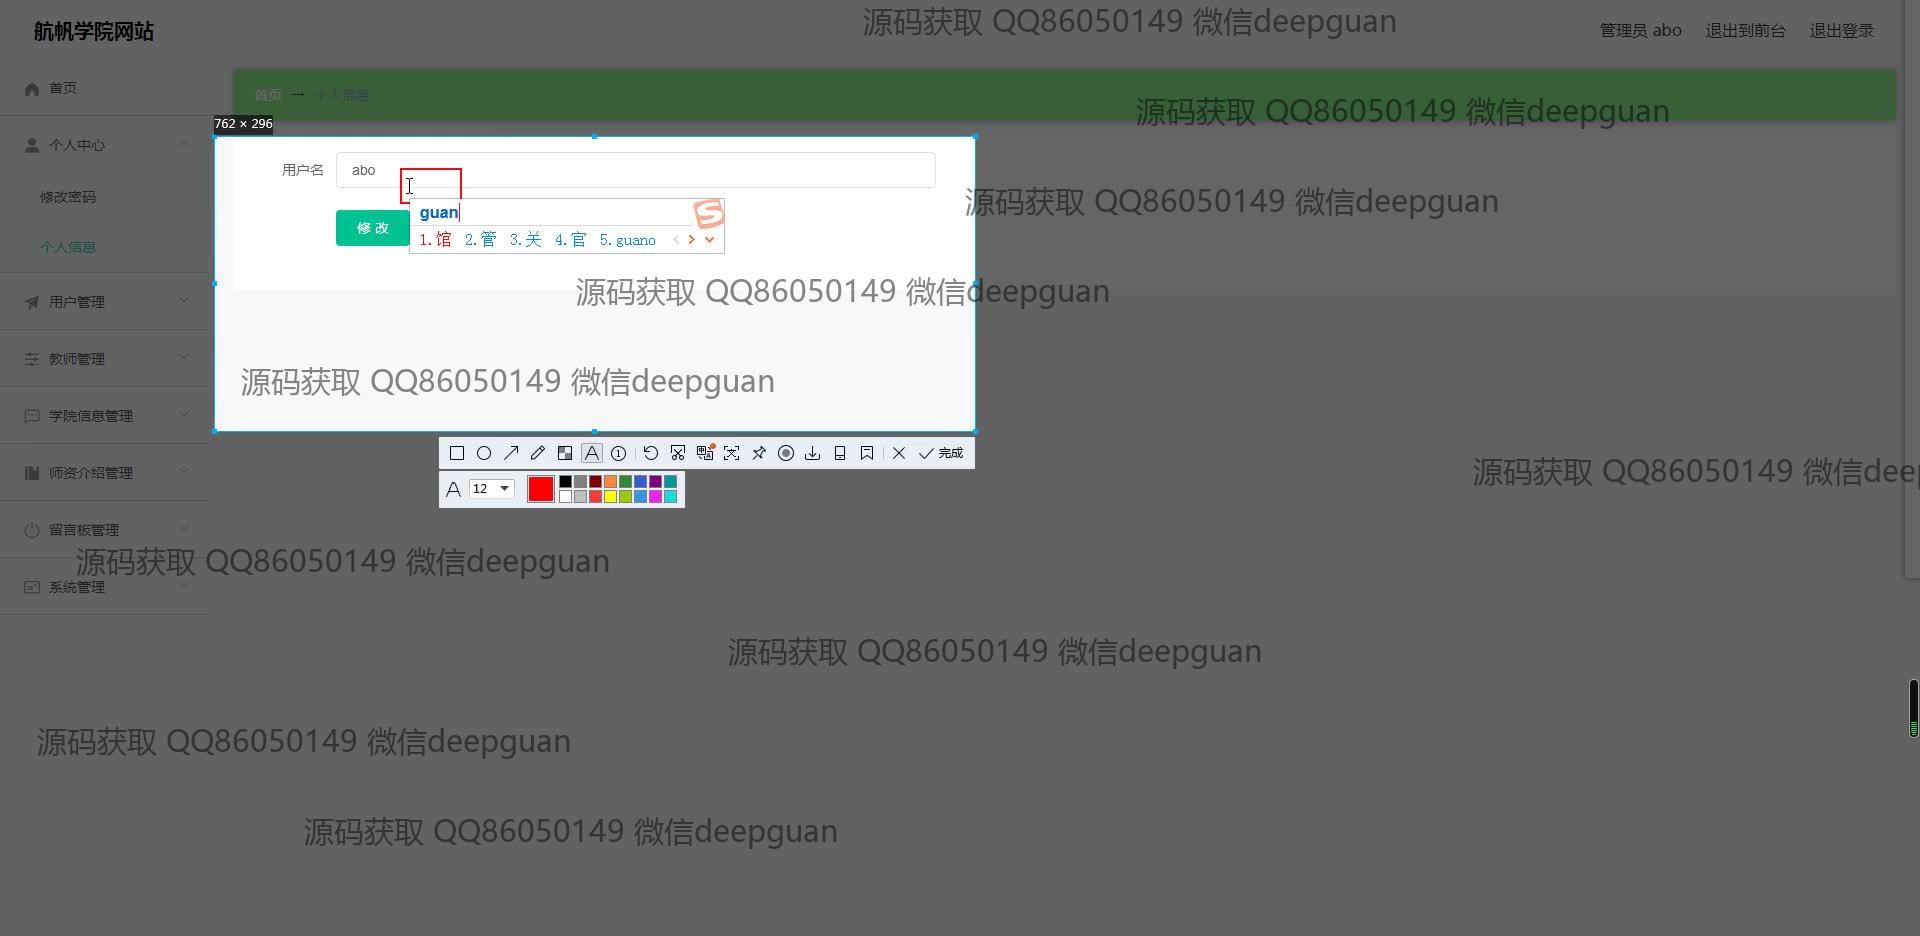 航帆学院网站
源码获取 QQ86050149 微信deepguan
管理员 abo 退出到前台 退出登录
首页
首页 → 个人信息
源码获取 QQ86050149 微信deepguan
762 × 296
个人中心
用户名 abo
修改密码
源码获取 QQ86050149 微信deepguan
guan
修 改
1.馆 2.管 3.关 4.官 5.guano
个人信息
用户管理
源码获取 QQ86050149 微信deepguan
教师管理
源码获取 QQ86050149 微信deepguan
学院信息管理
完成
师资介绍管理
源码获取 QQ86050149 微信deep
A 12
留言板管理
源码获取 QQ86050149 微信deepguan
系统管理
源码获取 QQ86050149 微信deepguan
源码获取 QQ86050149 微信deepguan
源码获取 QQ86050149 微信deepguan